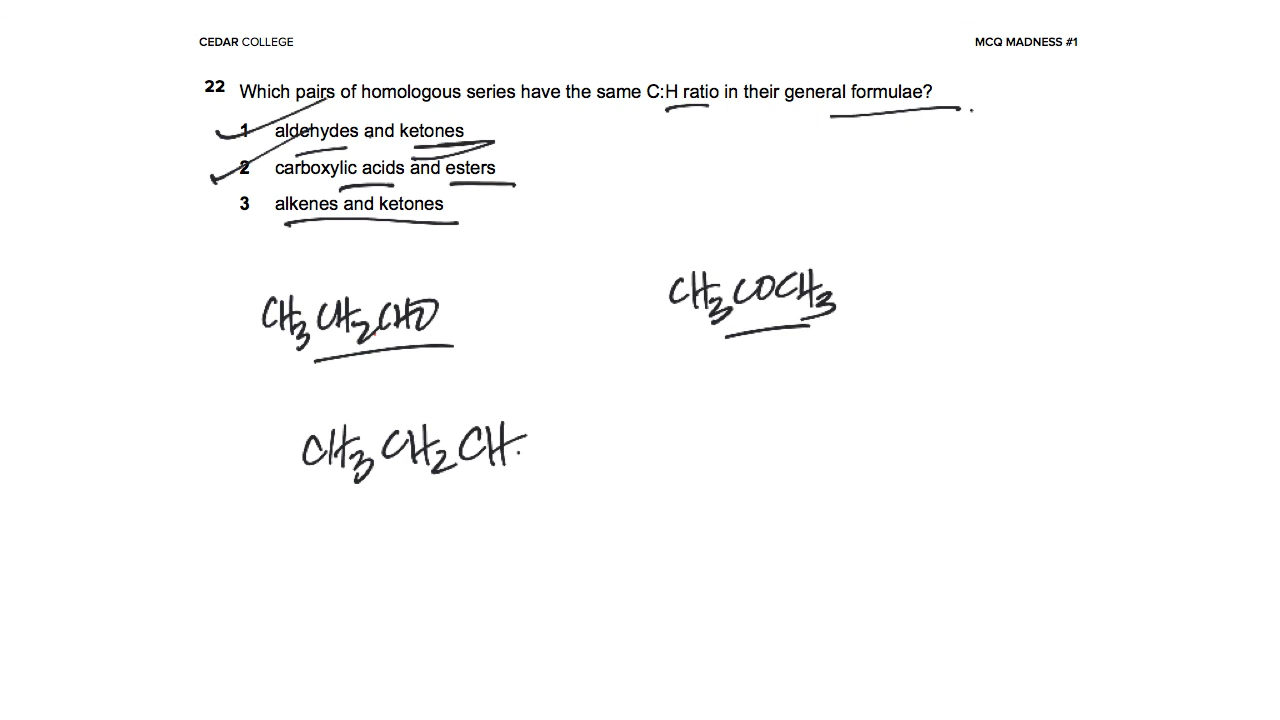 CEDAR COLLEGE MCQ MADNESS #1
22 Which pairs of homologous series have the same C:H ratio in their general formulae?
1 aldehydes and ketones
2 carboxylic acids and esters
3 alkenes and ketones
CH3COCH3
CH3CH2CHO
CH3CH2CH